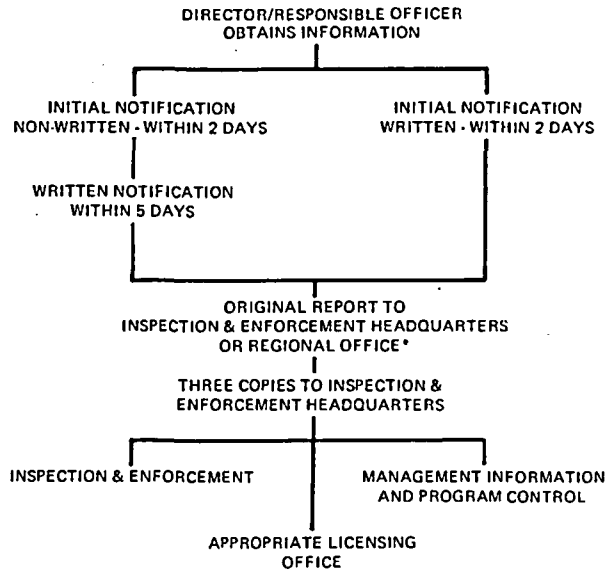 DIRECTOR/RESPONSIBLE OFFICER
OBTAINS INFORMATION
INITIAL NOTIFICATION
NON-WRITTEN - WITHIN 2 DAYS
INITIAL NOTIFICATION
WRITTEN - WITHIN 2 DAYS
WRITTEN NOTIFICATION
WITHIN 5 DAYS
ORIGINAL REPORT TO
INSPECTION & ENFORCEMENT HEADQUARTERS
OR REGIONAL OFFICE*
THREE COPIES TO INSPECTION &
ENFORCEMENT HEADQUARTERS
INSPECTION & ENFORCEMENT
MANAGEMENT INFORMATION
AND PROGRAM CONTROL
APPROPRIATE LICENSING
OFFICE